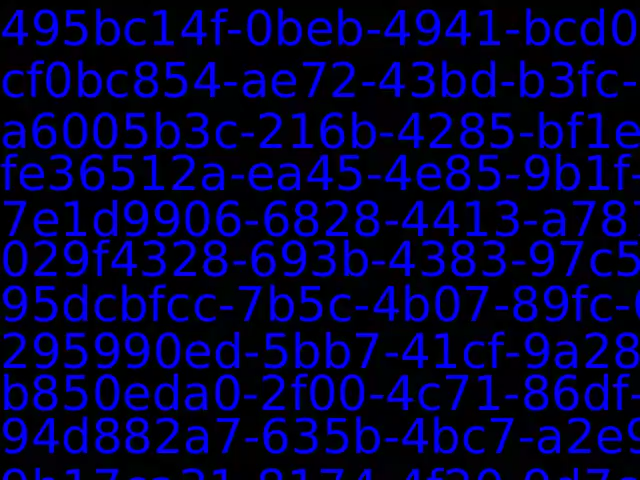 495bc14f-0beb-4941-bcd0
cf0bc854-ae72-43bd-b3fc-
a6005b3c-216b-4285-bf1e
fe36512a-ea45-4e85-9b1f-
7e1d9906-6828-4413-a781
029f4328-693b-4383-97c5
95dcbfcc-7b5c-4b07-89fc-
295990ed-5bb7-41cf-9a28
b850eda0-2f00-4c71-86df-
94d882a7-635b-4bc7-a2e9